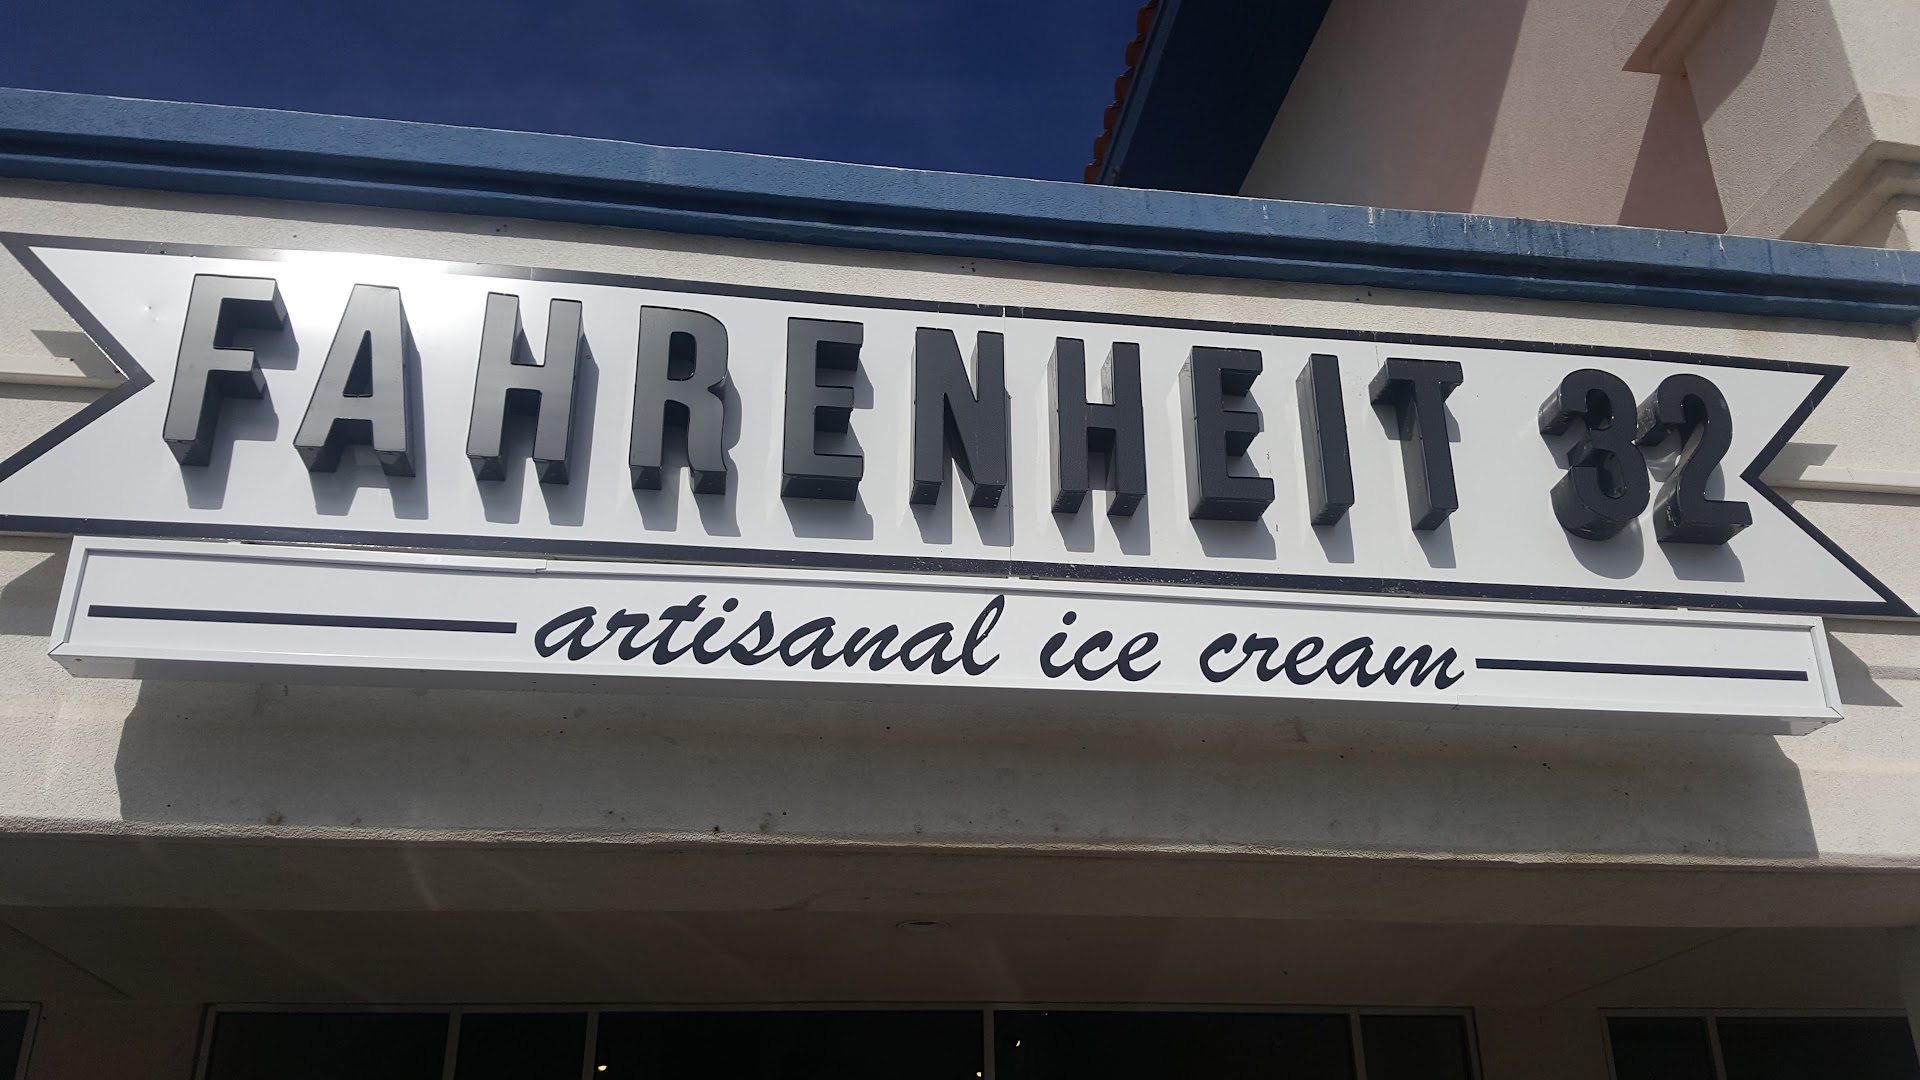 FAHRENHEIT 32
artisanal ice cream